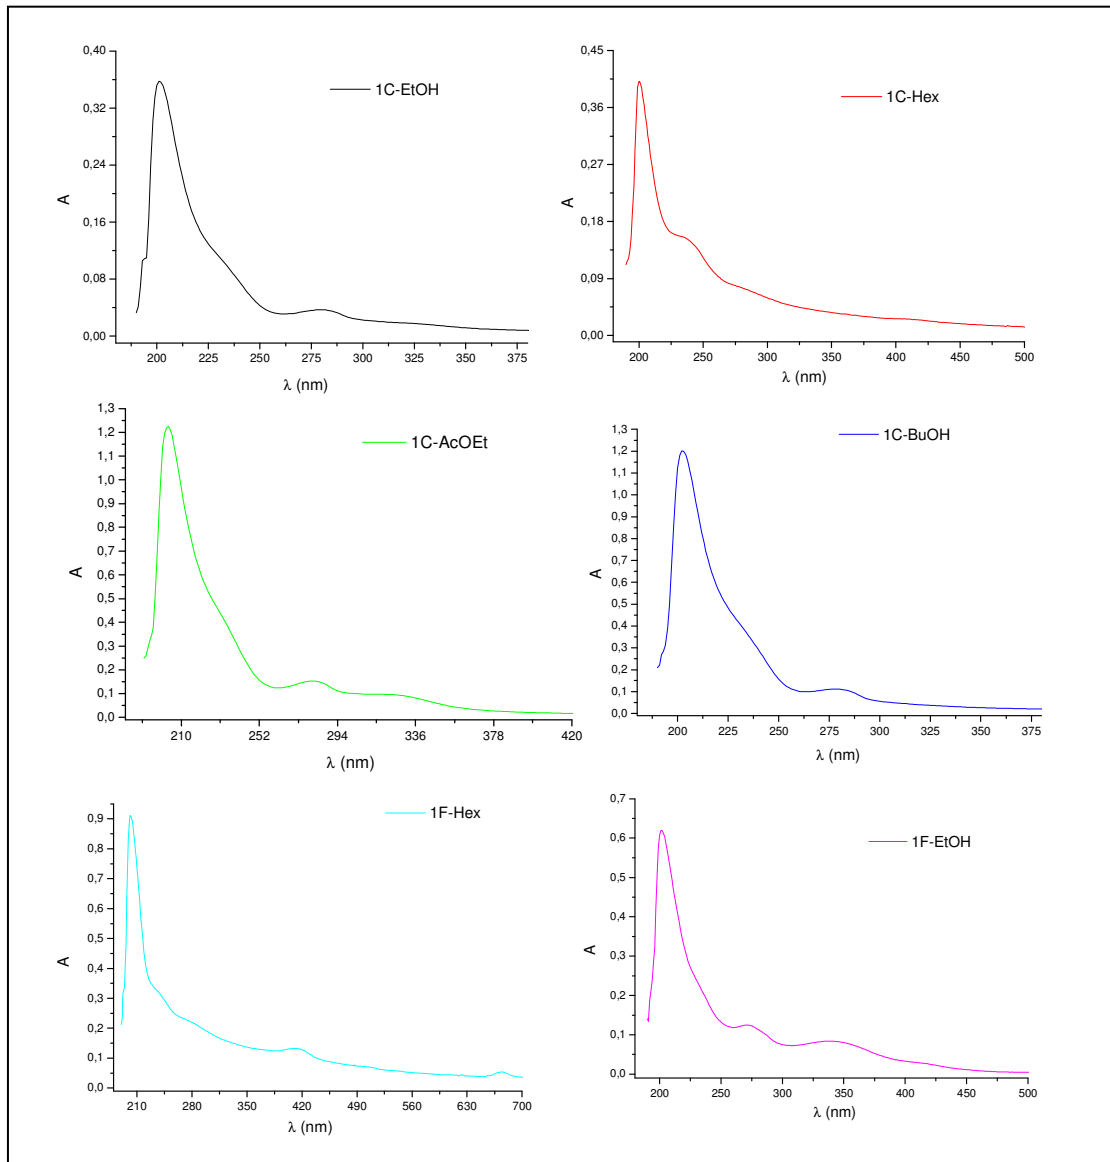 0,40
0,32
0,24
0,16
0,08
0,00
A
1C-EtOH
200 225 250 275 300 325 350 375
λ (nm)
0,45
0,36
0,27
0,18
0,09
0,00
A
1C-Hex
200 250 300 350 400 450 500
λ (nm)
1,3
1,2
1,1
1,0
0,9
0,8
0,7
0,6
0,5
0,4
0,3
0,2
0,1
0,0
A
1C-AcOEt
210 252 294 336 378 420
λ (nm)
1,3
1,2
1,1
1,0
0,9
0,8
0,7
0,6
0,5
0,4
0,3
0,2
0,1
0,0
A
1C-BuOH
200 225 250 275 300 325 350 375
λ (nm)
0,9
0,8
0,7
0,6
0,5
0,4
0,3
0,2
0,1
0,0
A
1F-Hex
210 280 350 420 490 560 630 700
λ (nm)
0,7
0,6
0,5
0,4
0,3
0,2
0,1
0,0
A
1F-EtOH
200 250 300 350 400 450 500
λ (nm)